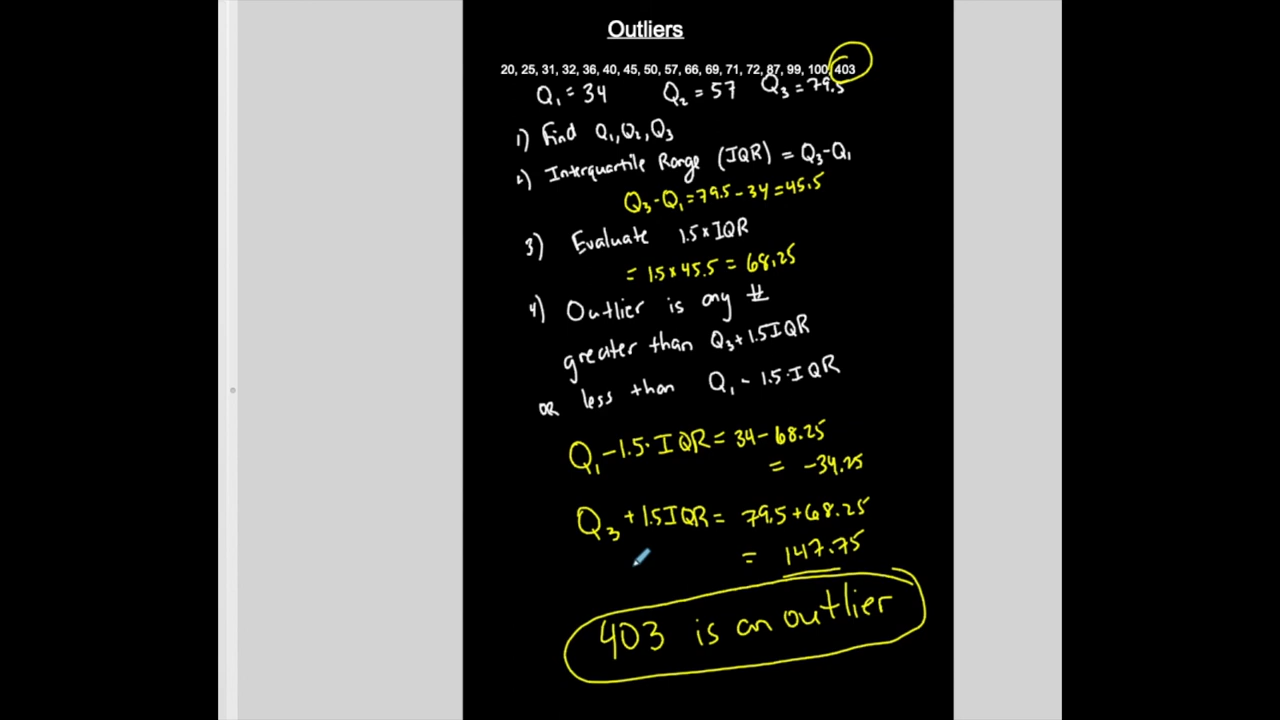 Outliers
20, 25, 31, 32, 36, 40, 45, 50, 57, 66, 69, 71, 72, 87, 99, 100, 403
Q₁ = 34 Q₂ = 57 Q₃ = 79.5
1) Find Q₁, Q₂, Q₃
2) Interquartile Range (IQR) = Q₃-Q₁
Q₃-Q₁ = 79.5 - 34 = 45.5
3) Evaluate 1.5 x IQR
= 1.5 x 45.5 = 68.25
4) Outlier is any #
greater than Q₃ + 1.5 IQR
OR less than Q₁ - 1.5·IQR
Q₁ - 1.5·IQR = 34 - 68.25
= -34.25
Q₃ + 1.5 IQR = 79.5 + 68.25
= 147.75
403 is an outlier